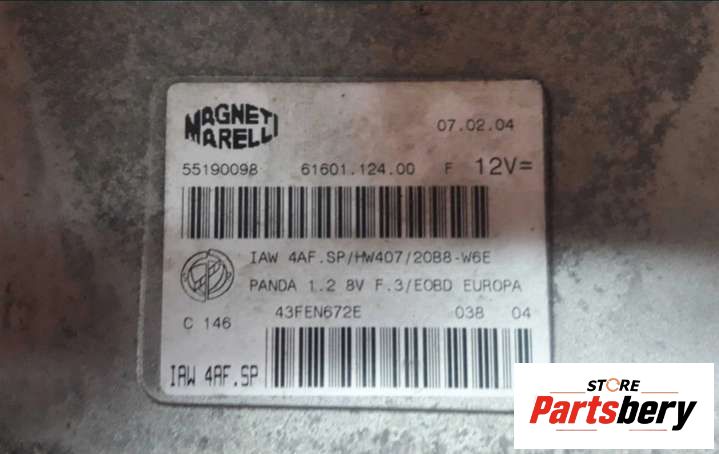 MAGNETI
MARELLI
07.02.04
55190098 61601.124.00 F 12V=
IAW 4AF.SP/HW407/20B8-W6E
PANDA 1.2 8V F.3/EOBD EUROPA
43FEN672E 038 04
C 146
IAW 4AF.SP
STORE
Partsbery